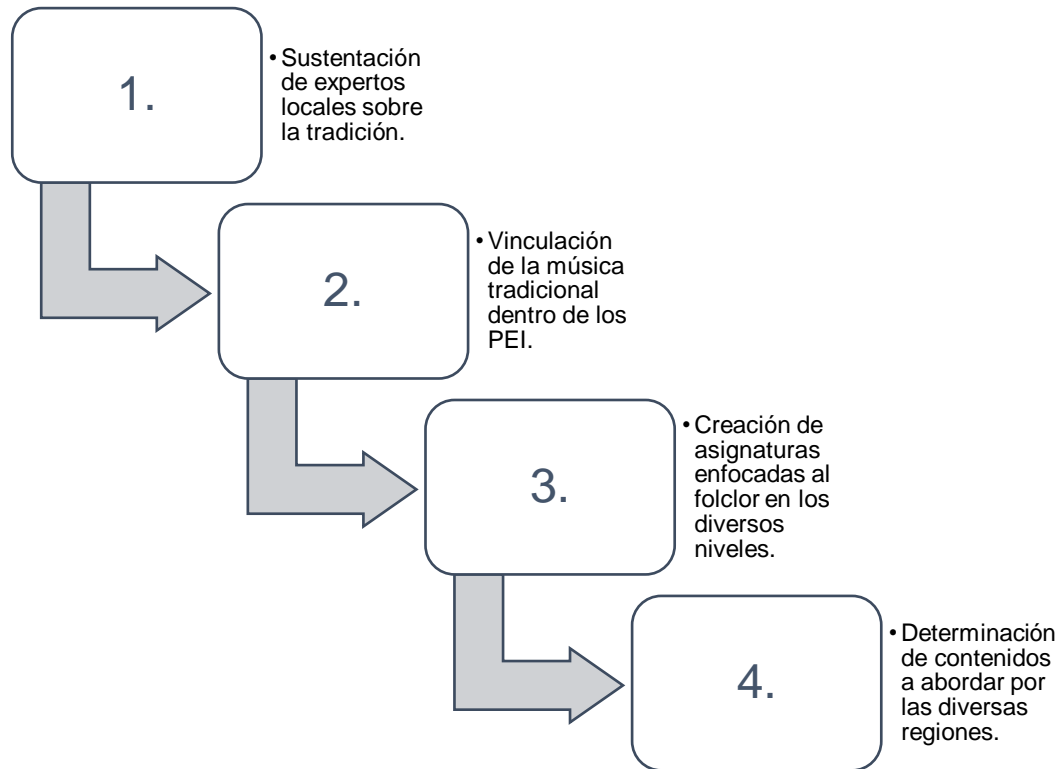 1.
• Sustentación
de expertos
locales sobre
la tradición.
2.
• Vinculación
de la música
tradicional
dentro de los
PEI.
3.
• Creación de
asignaturas
enfocadas al
folclor en los
diversos
niveles.
4.
• Determinación
de contenidos
a abordar por
las diversas
regiones.